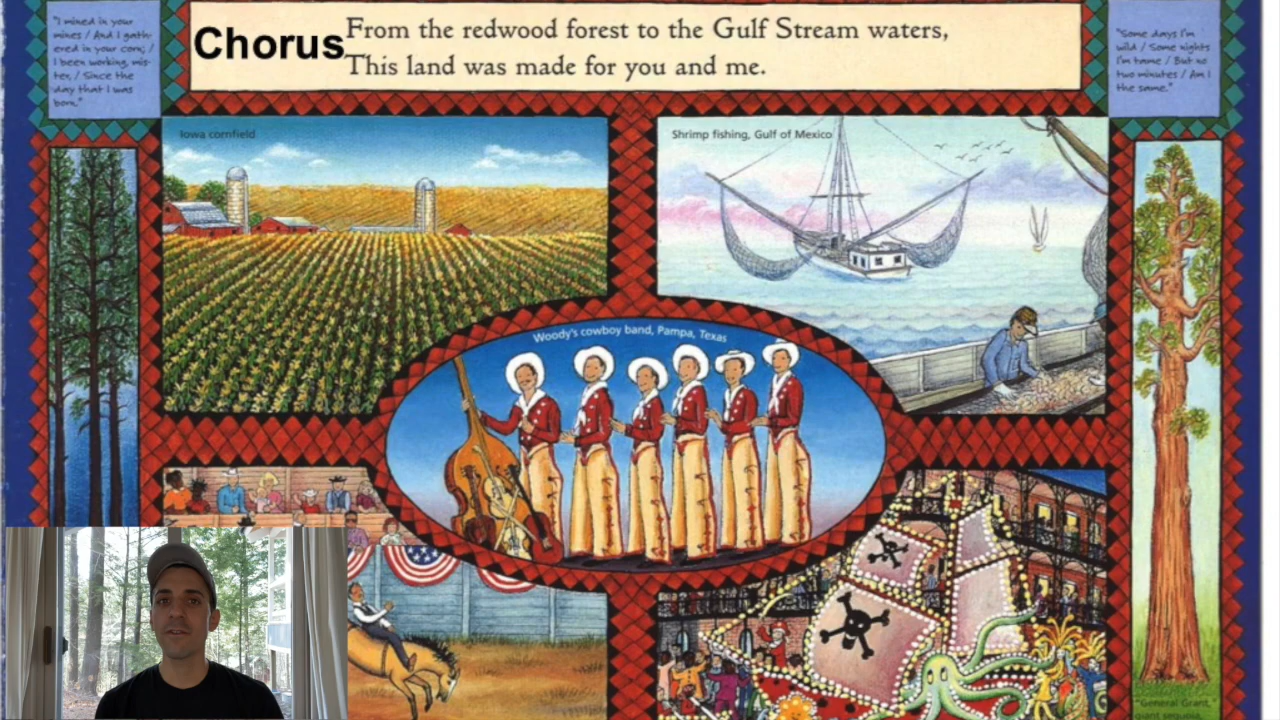 "I mined in your
mines / And I gath-
ered in your corn; /
I been working, mis-
ter, / Since the
day that I was
born."
Chorus
From the redwood forest to the Gulf Stream waters,
This land was made for you and me.
"Some days I'm
wild / Some nights
I'm tame / But no
two minutes / Am I
the same."
Iowa cornfield
Shrimp fishing, Gulf of Mexico
Woody's cowboy band, Pampa, Texas
"General Grant,"